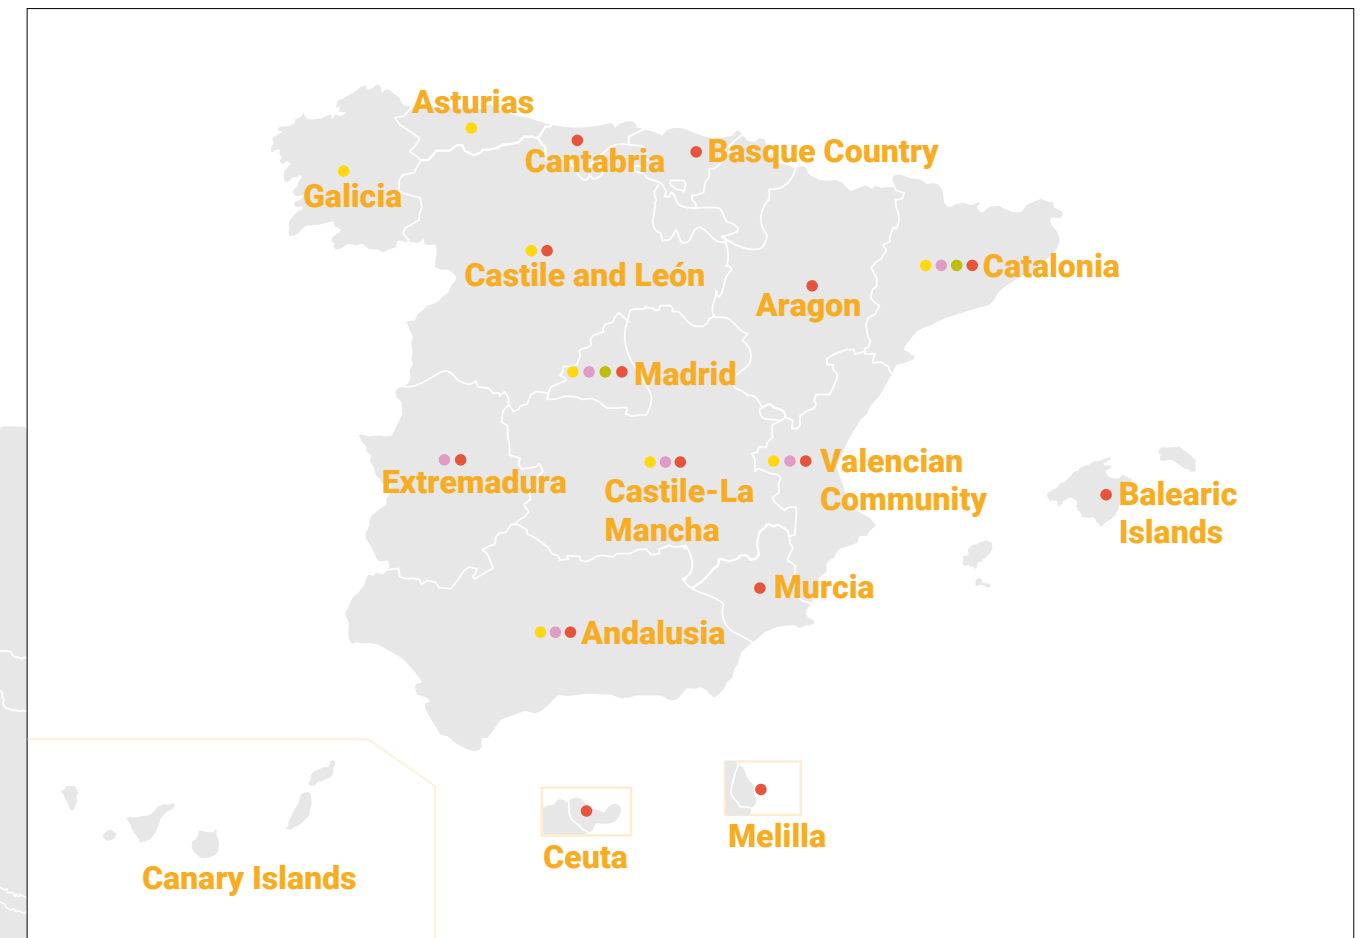 Asturias
Cantabria
Basque Country
Galicia
Castile and León
Catalonia
Aragon
Madrid
Extremadura
Castile-La
Mancha
Valencian
Community
Balearic
Islands
Murcia
Andalusia
Melilla
Ceuta
Canary Islands